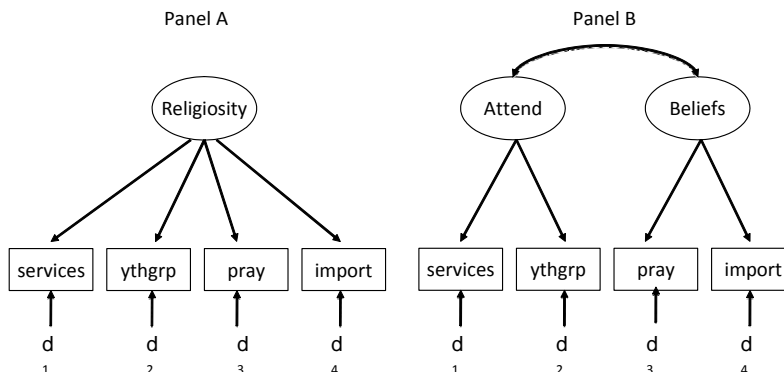 Panel A
Panel B
Religiosity
Attend
Beliefs
services
ythgrp
pray
import
services
ythgrp
pray
import
d
d
d
d
d
d
d
d
1
2
3
4
1
2
3
4